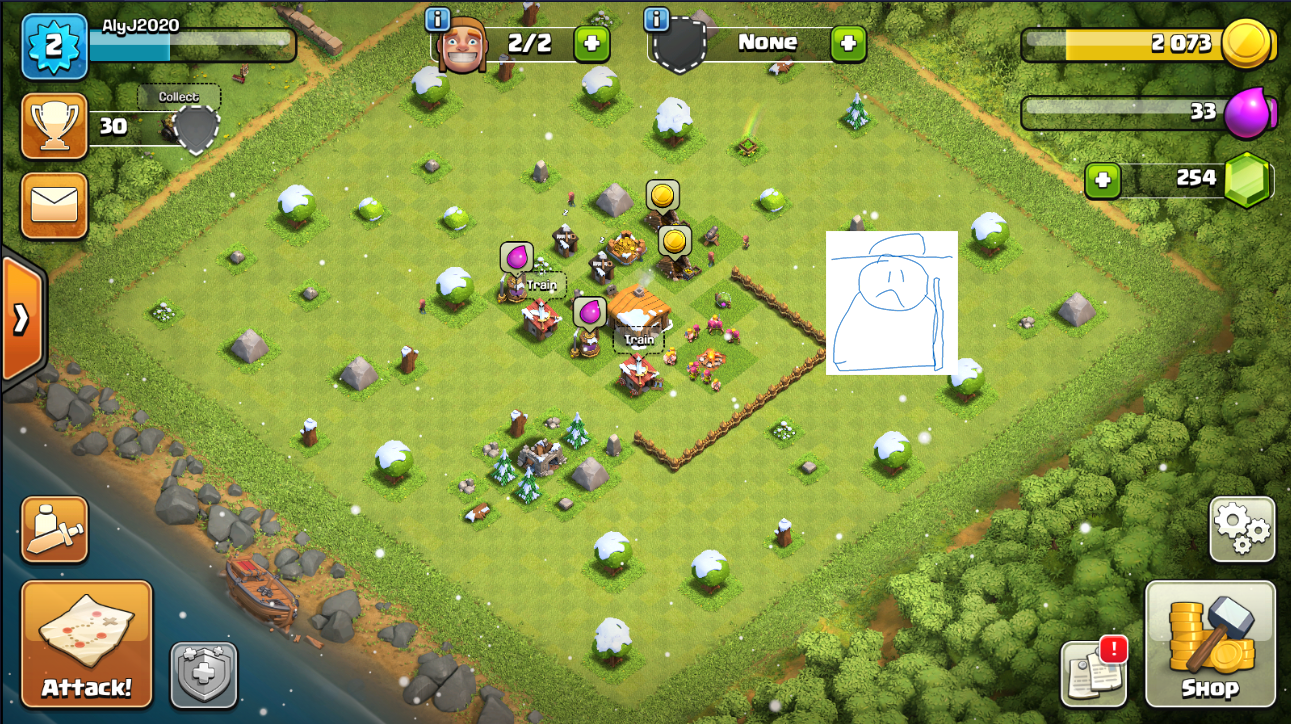 AlyJ2020
2
2/2
None
2 073
Collect
30
33
254
Train
Train
Attack!
!
Shop